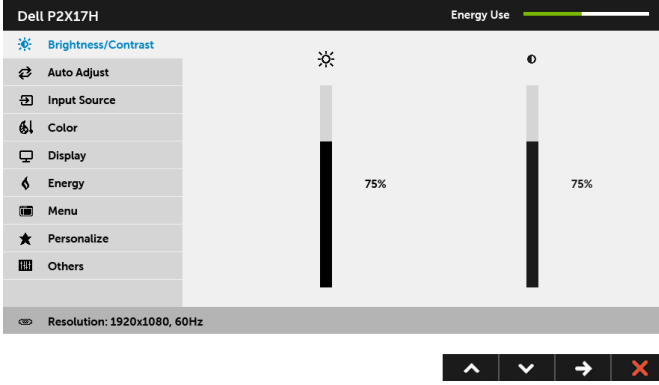 Dell P2X17H
Energy Use
Brightness/Contrast
Auto Adjust
Input Source
Color
Display
Energy
Menu
Personalize
Others
75%
75%
Resolution: 1920x1080, 60Hz